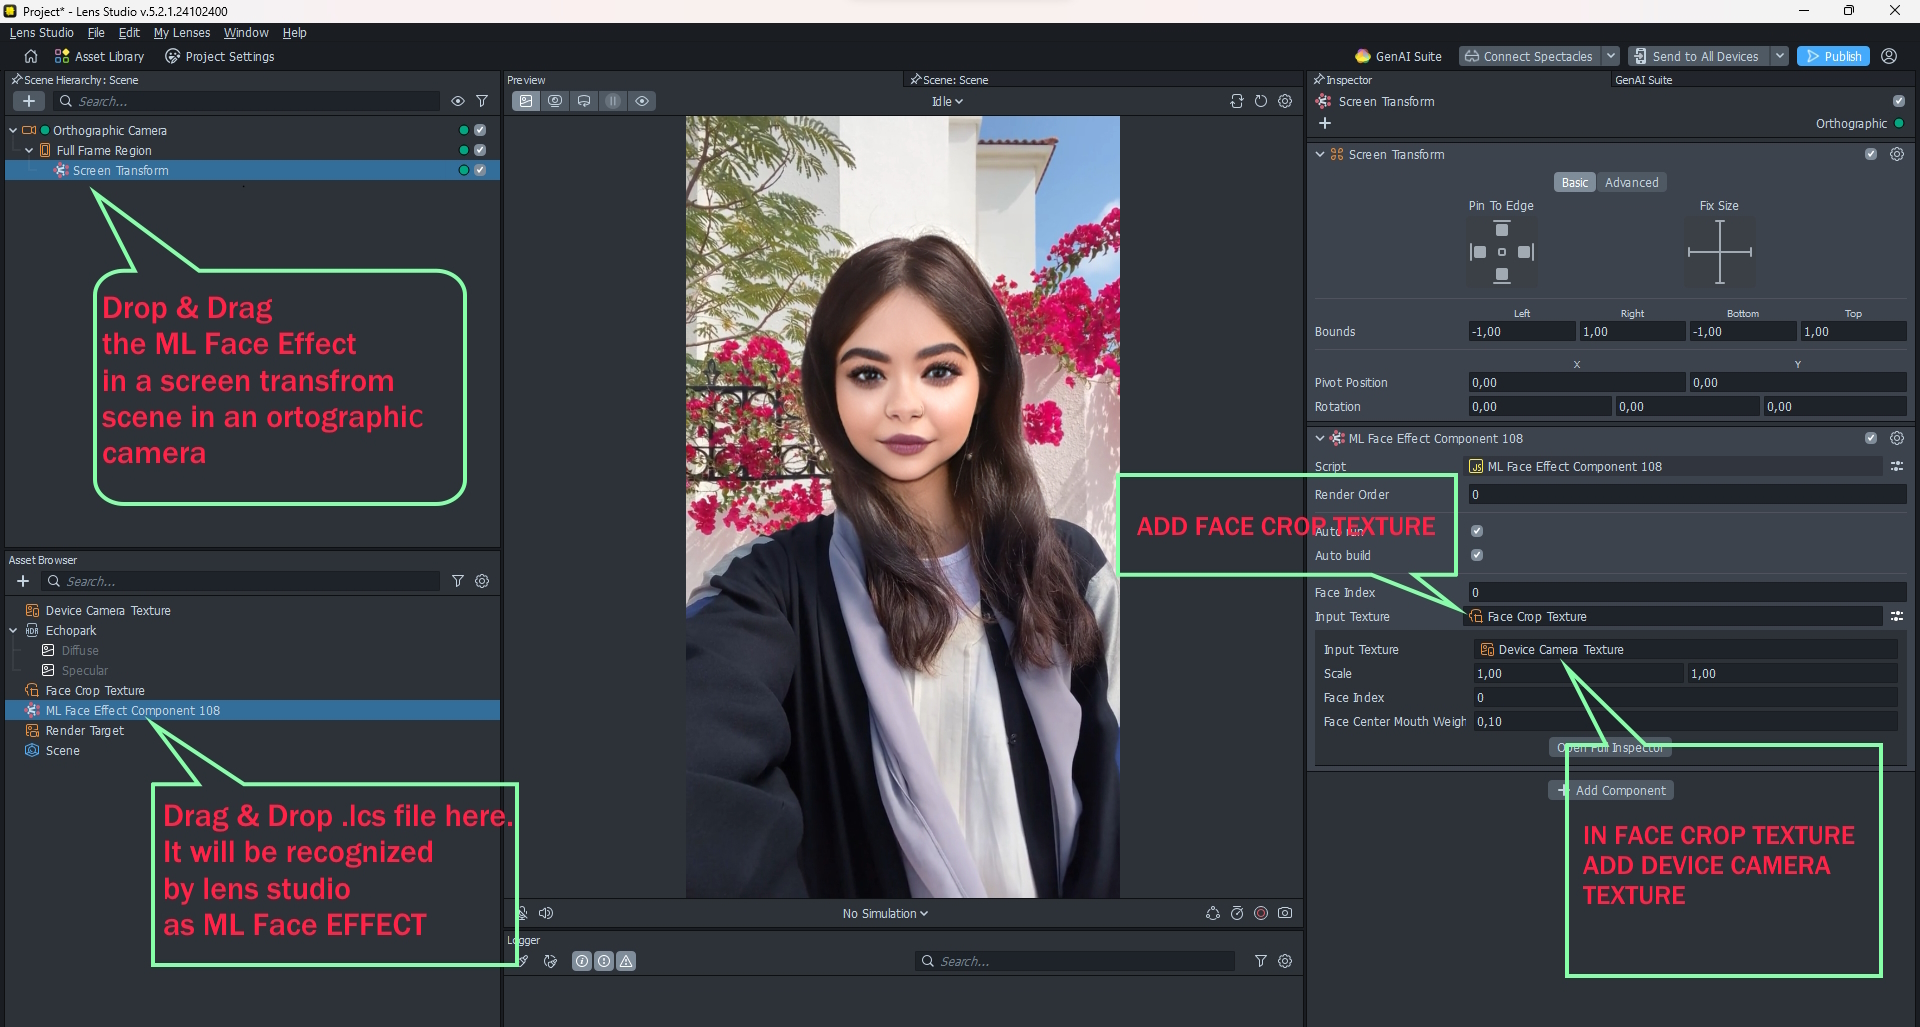 Project* - Lens Studio v.5.2.1.24102400
Lens Studio File Edit My Lenses Window Help
Asset Library Project Settings
GenAI Suite Connect Spectacles Send to All Devices Publish
Scene Hierarchy: Scene
Search...
Orthographic Camera
Full Frame Region
Screen Transform
Drop & Drag
the ML Face Effect
in a screen transfrom
scene in an ortographic
camera
Asset Browser
Search...
Device Camera Texture
HDR Echopark
Diffuse
Specular
Face Crop Texture
ML Face Effect Component 108
Render Target
Scene
Drag & Drop .lcs file here.
It will be recognized
by lens studio
as ML Face EFFECT
Preview
Scene: Scene
Idle
No Simulation
Logger
Search...
Inspector
GenAI Suite
Screen Transform
Orthographic
Screen Transform
Basic Advanced
Pin To Edge Fix Size
Left Right Bottom Top
Bounds -1,00 1,00 -1,00 1,00
X Y
Pivot Position 0,00 0,00
Rotation 0,00 0,00 0,00
ML Face Effect Component 108
Script JS ML Face Effect Component 108
Render Order 0
ADD FACE CROP TEXTURE
Auto run
Auto build
Face Index 0
Input Texture Face Crop Texture
Input Texture Device Camera Texture
Scale 1,00 1,00
Face Index 0
Face Center Mouth Weigh 0,10
Open Full Inspector
Add Component
IN FACE CROP TEXTURE
ADD DEVICE CAMERA
TEXTURE